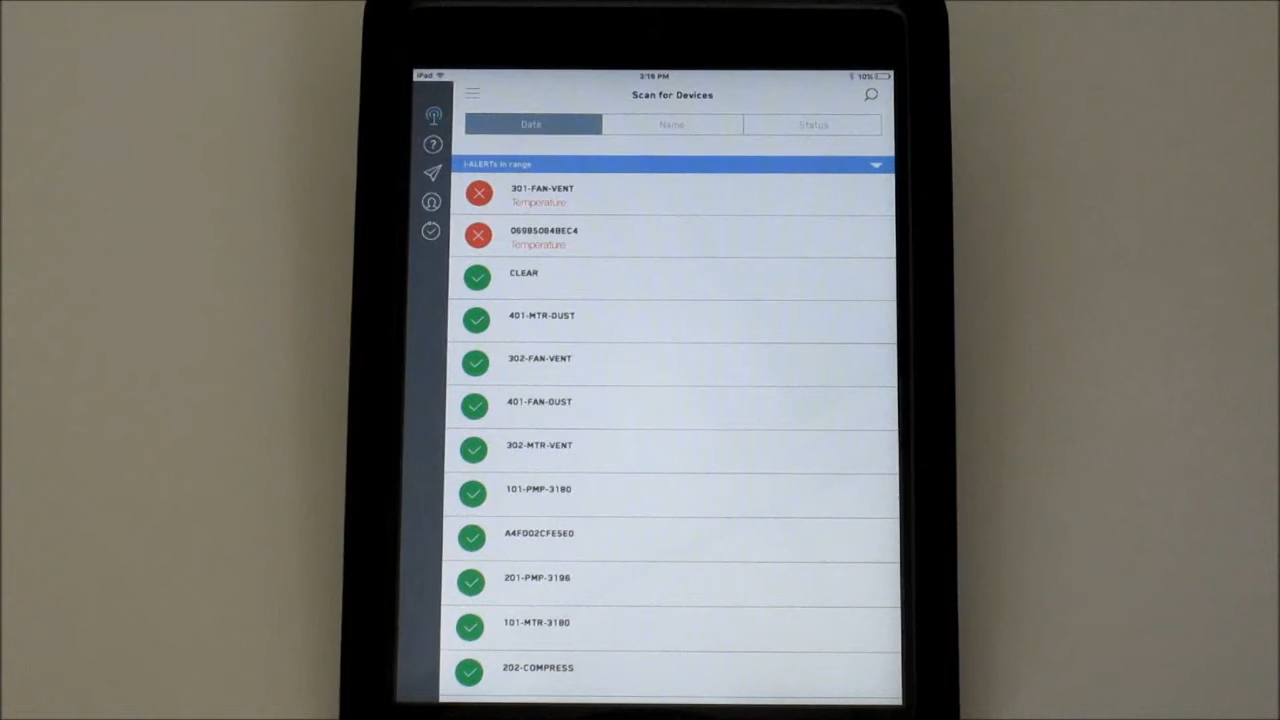 iPad 3:16 PM 10%
Scan for Devices
Date Name Status
i-ALERTs in range
301-FAN-VENT
Temperature
06985084BEC4
Temperature
CLEAR
401-MTR-DUST
302-FAN-VENT
401-FAN-DUST
302-MTR-VENT
101-PMP-3180
A4FD02CFE5E0
201-PMP-3196
101-MTR-3180
202-COMPRESS